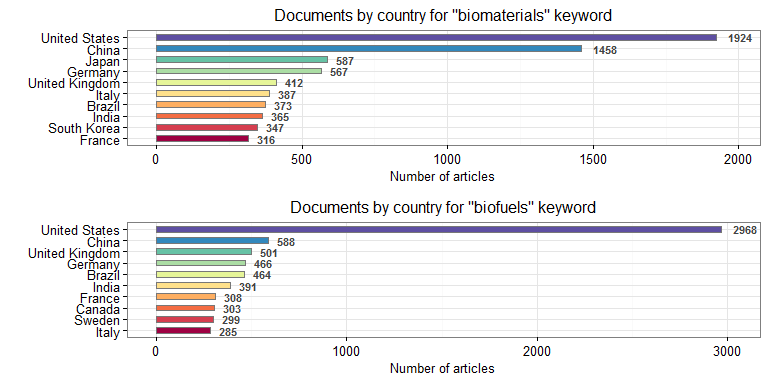 Documents by country for "biomaterials" keyword
United States 1924
China 1458
Japan 587
Germany 567
United Kingdom 412
Italy 387
Brazil 373
India 365
South Korea 347
France 316
0 500 1000 1500 2000
Number of articles
Documents by country for "biofuels" keyword
United States 2968
China 588
United Kingdom 501
Germany 466
Brazil 464
India 391
France 308
Canada 303
Sweden 299
Italy 285
0 1000 2000 3000
Number of articles